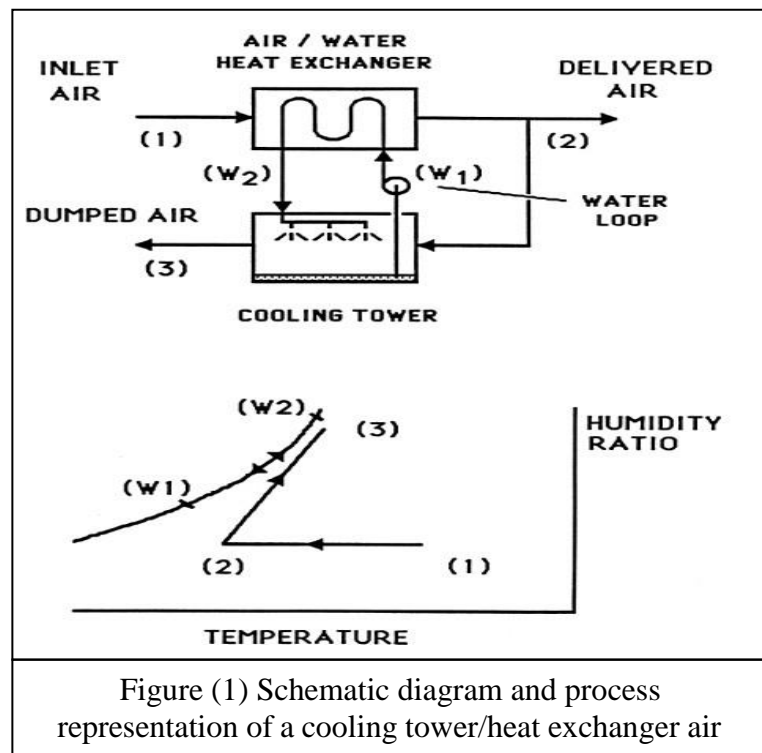 AIR / WATER
HEAT EXCHANGER
INLET
AIR
DELIVERED
AIR
(1)
(2)
(W2)
(W1)
DUMPED AIR
WATER
LOOP
(3)
COOLING TOWER
(W2)
(3)
HUMIDITY
RATIO
(W1)
(2)
(1)
TEMPERATURE
Figure (1) Schematic diagram and process
representation of a cooling tower/heat exchanger air